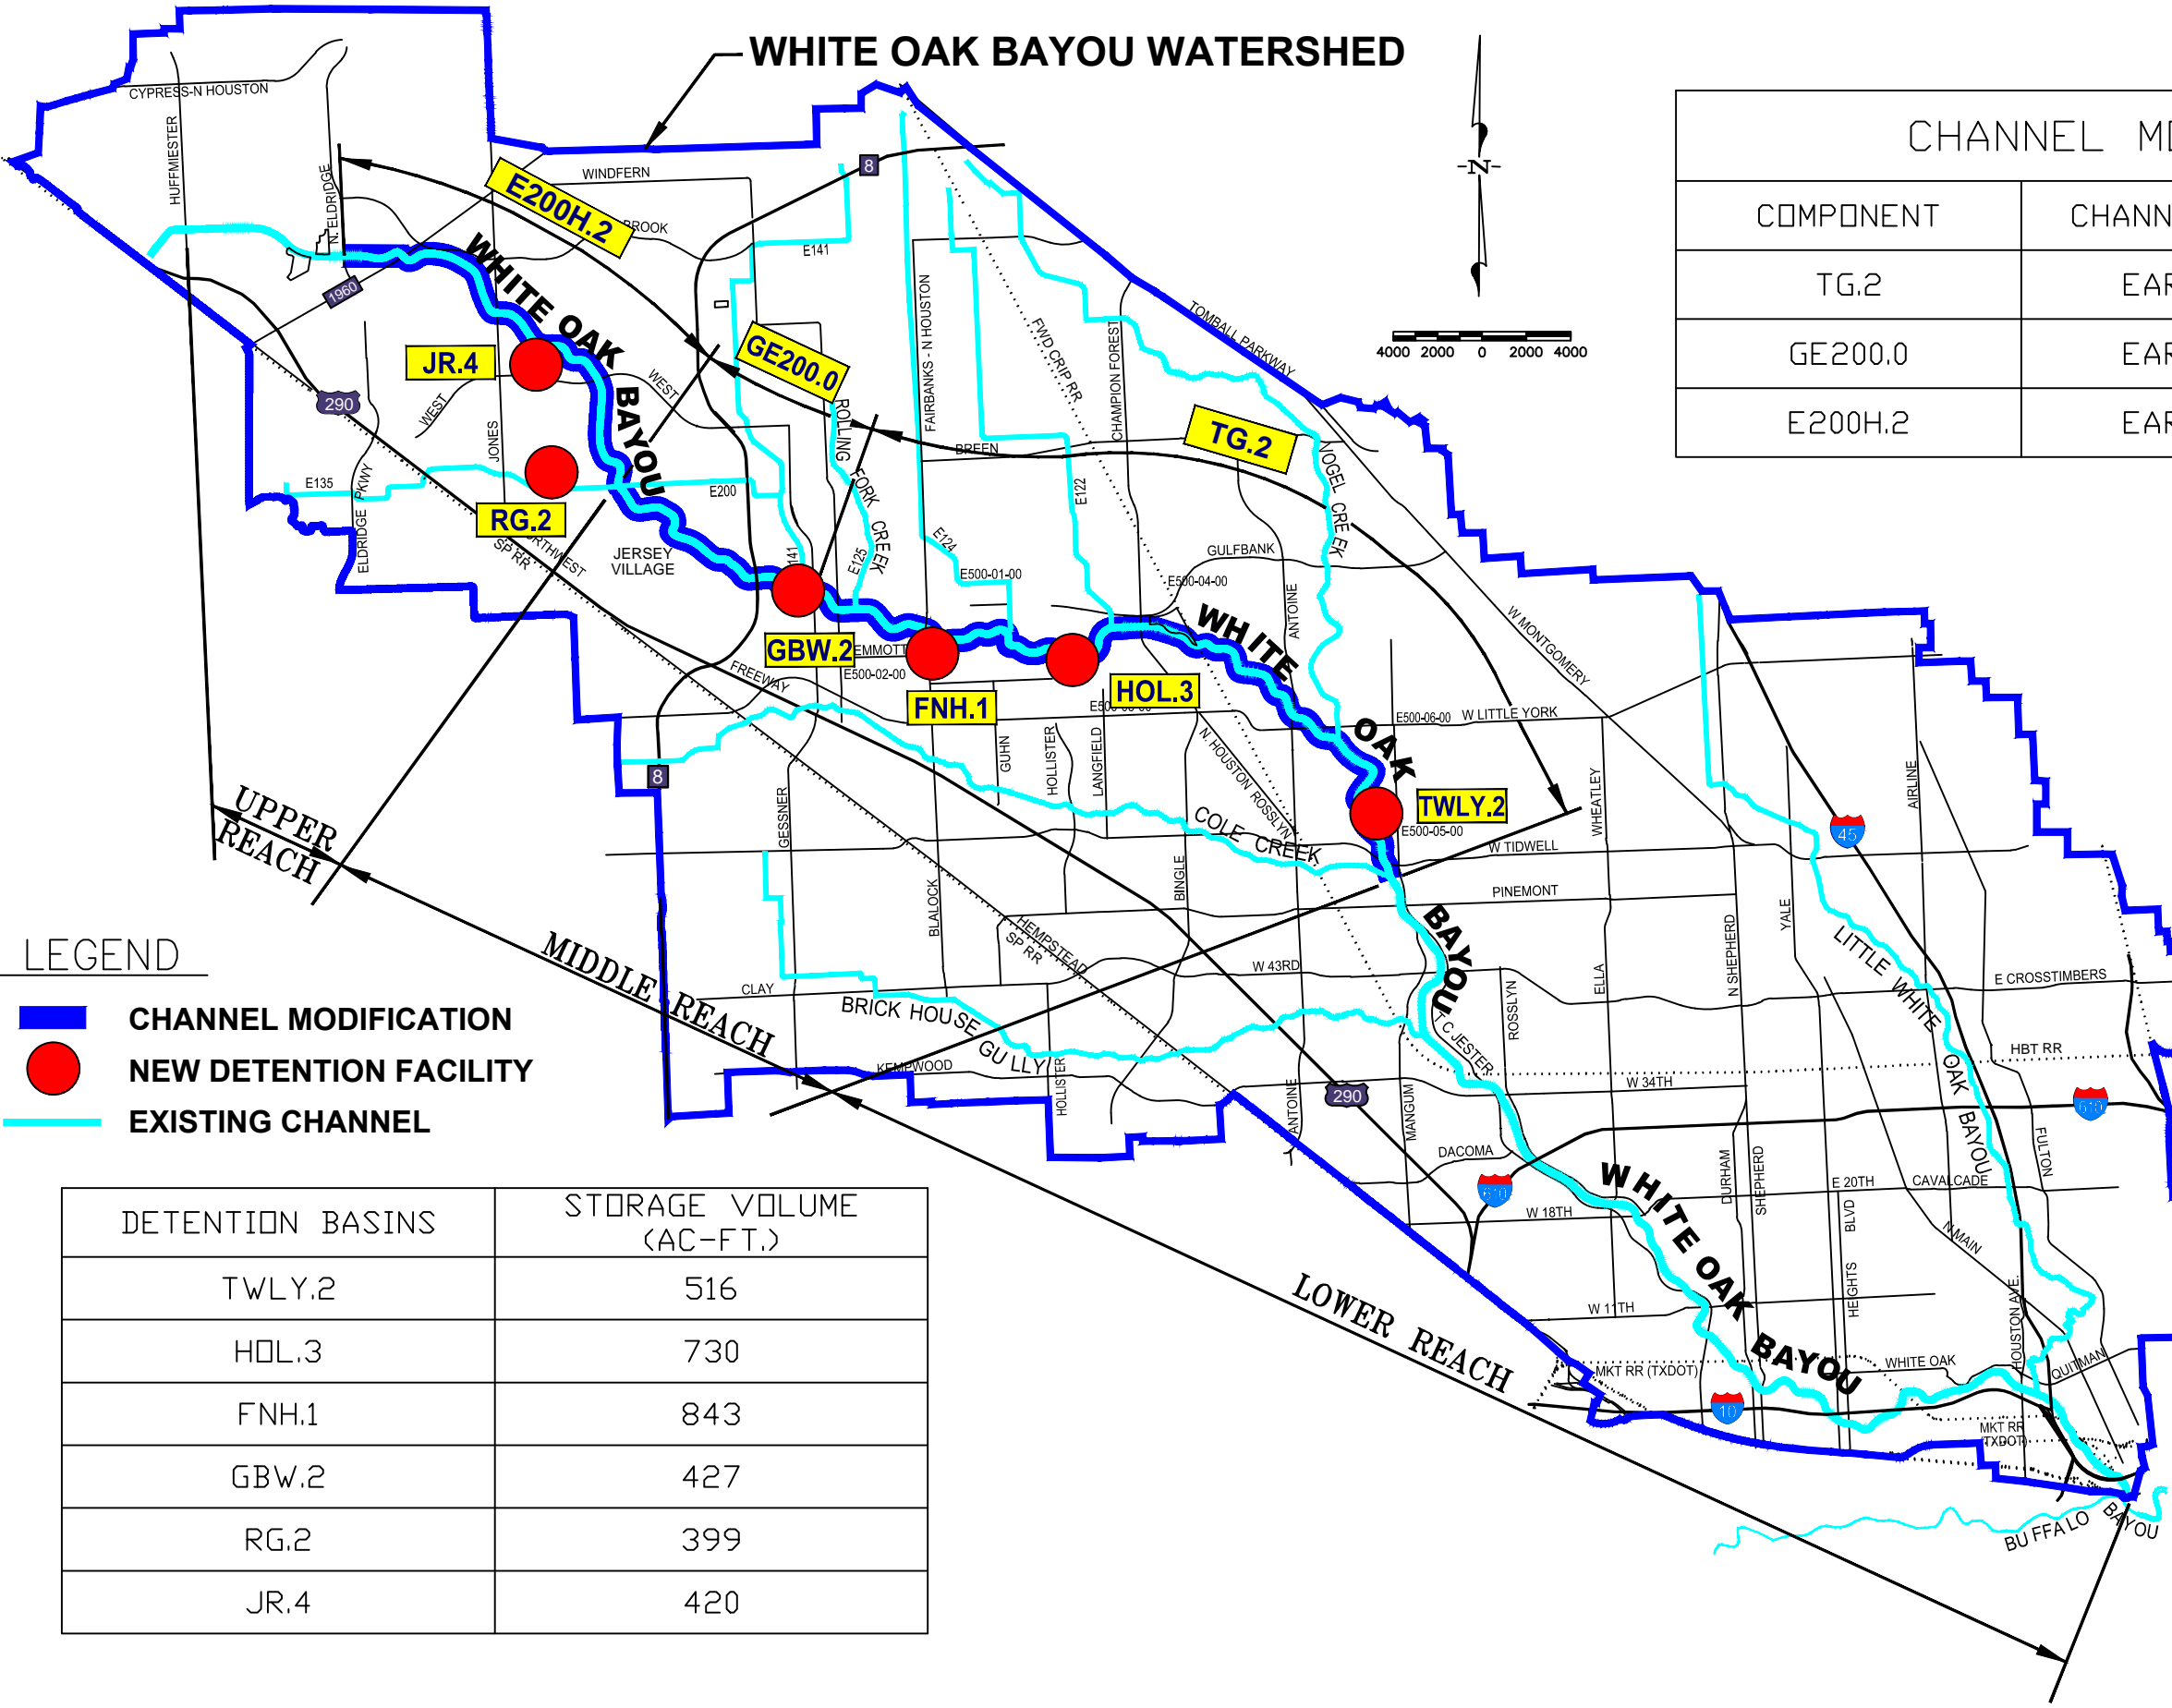 WHITE OAK BAYOU WATERSHED
CHANNEL MO
COMPONENT
CHANN
TG.2
EAR
GE200.0
EAR
E200H.2
EAR
-N-
4000 2000 0 2000 4000
CYPRESS-N HOUSTON
HUFFMIESTER
N. ELDRIDGE
WINDFERN
E200H.2
BROOK
8
E141
1960
WHITE OAK BAYOU
FAIRBANKS - N HOUSTON
FWD CRIP RR
CHAMPION FOREST
TOMBALL PARKWAY
JR.4
WEST
WEST
GE200.0
ROLLING FORK CREEK
290
JONES
BREEN
TG.2
VOGEL CREEK
E135
ELDRIDGE PKWY
RG.2
E200
E122
E124
E125
141
JERSEY
VILLAGE
SP RR
GULFBANK
E500-01-00
E500-04-00
ANTOINE
W MONTGOMERY
GBW.2
EMMOTT
E500-02-00
FREEWAY
FNH.1
HOL.3
WHITE OAK BAYOU
E500-06-00
W LITTLE YORK
GUHN
HOLLISTER
LANGFIELD
N. HOUSTON ROSSLYN
8
TWLY.2
E500-05-00
WHEATLEY
AIRLINE
45
UPPER
REACH
GESSNER
COLE CREEK
W TIDWELL
BINGLE
BLALOCK
PINEMONT
YALE
N SHEPHERD
LITTLE WHITE OAK BAYOU
HEMPSTEAD
SP RR
W 43RD
ELLA
E CROSSTIMBERS
MIDDLE REACH
CLAY
BRICK HOUSE GULLY
T C JESTER
ROSSLYN
HBT RR
KEMPWOOD
HOLLISTER
ANTOINE
290
MANGUM
W 34TH
610
FULTON
DACOMA
610
WHITE OAK BAYOU
DURHAM
SHEPHERD
E 20TH
CAVALCADE
W 18TH
HEIGHTS BLVD
N MAIN
HOUSTON AVE.
W 11TH
LOWER REACH
MKT RR (TXDOT)
WHITE OAK
QUITMAN
10
MKT RR
(TXDOT)
BUFFALO BAYOU
LEGEND
CHANNEL MODIFICATION
NEW DETENTION FACILITY
EXISTING CHANNEL
DETENTION BASINS
STORAGE VOLUME
(AC-FT.)
TWLY.2
516
HOL.3
730
FNH.1
843
GBW.2
427
RG.2
399
JR.4
420